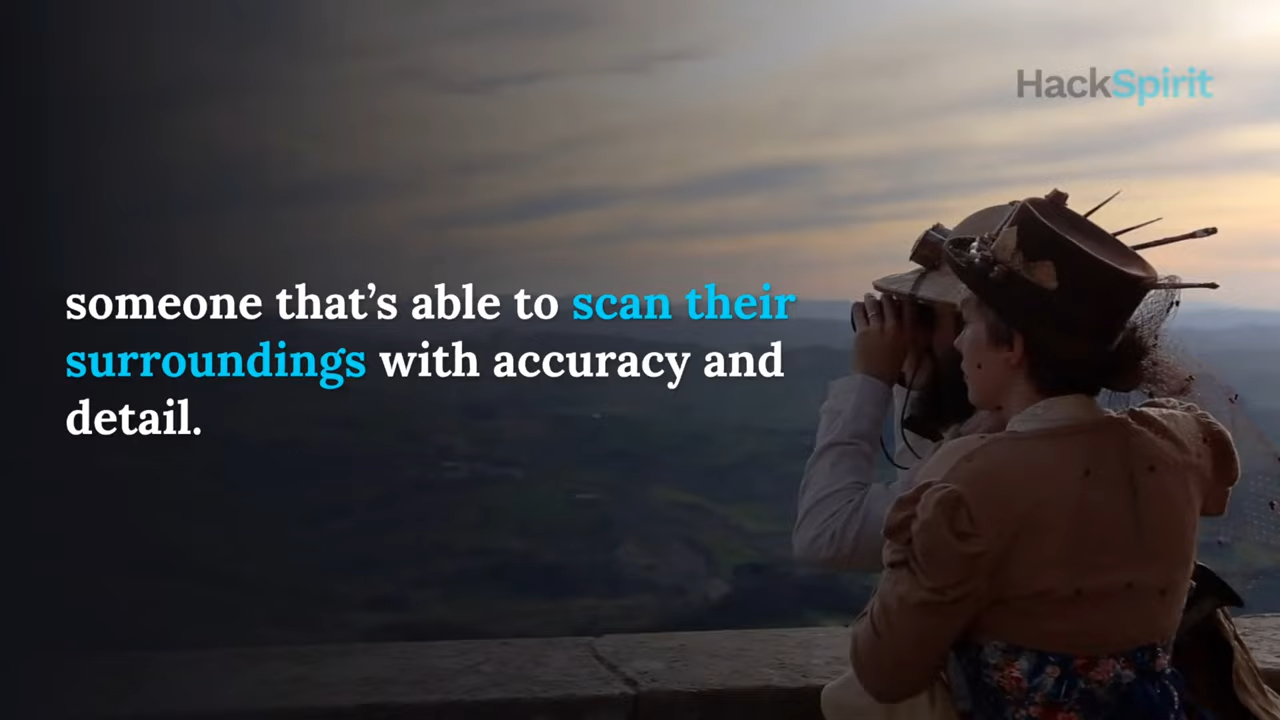 HackSpirit
someone that’s able to scan their
surroundings with accuracy and
detail.